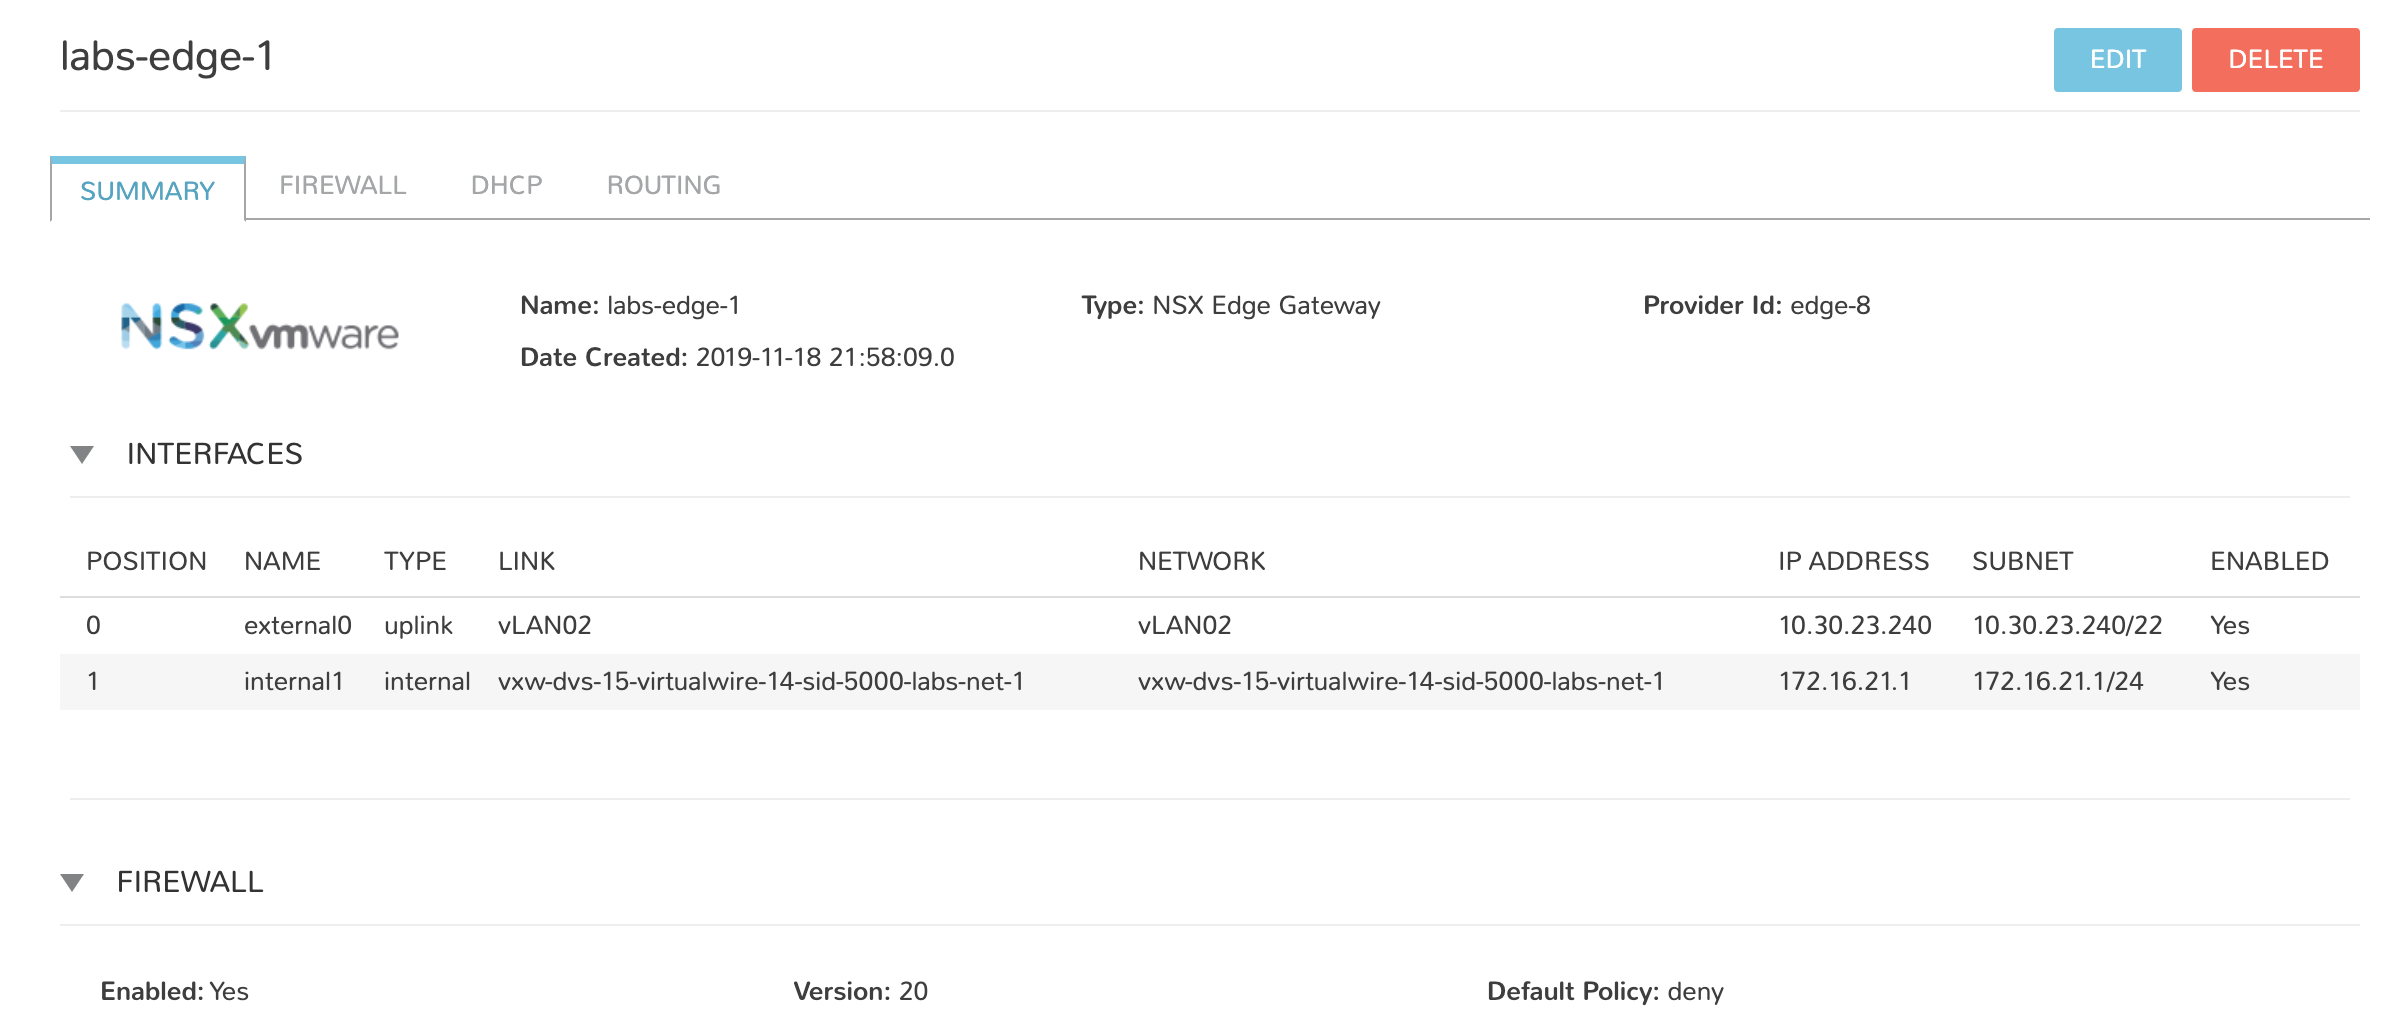 labs-edge-1
EDIT DELETE
SUMMARY FIREWALL DHCP ROUTING
NSXvmware
Name: labs-edge-1 Type: NSX Edge Gateway Provider Id: edge-8
Date Created: 2019-11-18 21:58:09.0
INTERFACES
POSITION NAME TYPE LINK NETWORK IP ADDRESS SUBNET ENABLED
0 external0 uplink vLAN02 vLAN02 10.30.23.240 10.30.23.240/22 Yes
1 internal1 internal vxw-dvs-15-virtualwire-14-sid-5000-labs-net-1 vxw-dvs-15-virtualwire-14-sid-5000-labs-net-1 172.16.21.1 172.16.21.1/24 Yes
FIREWALL
Enabled: Yes Version: 20 Default Policy: deny